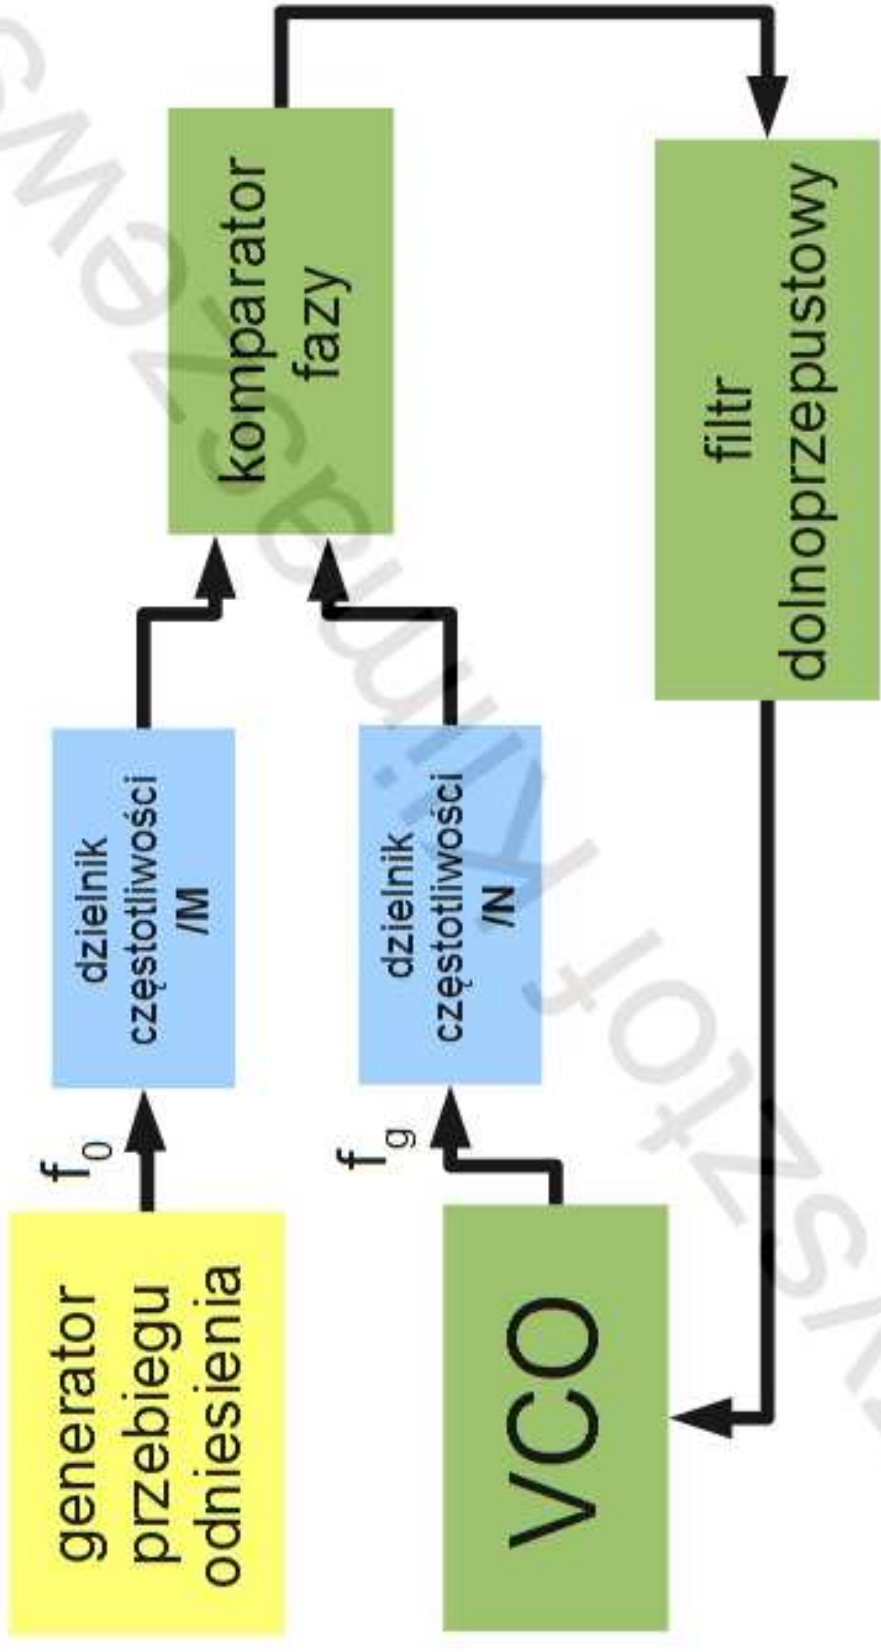 generator
przebiegu
odniesienia
f0
dzielnik
częstotliwości
/M
komparator
fazy
VCO
fg
dzielnik
częstotliwości
/N
filtr
dolnoprzepustowy